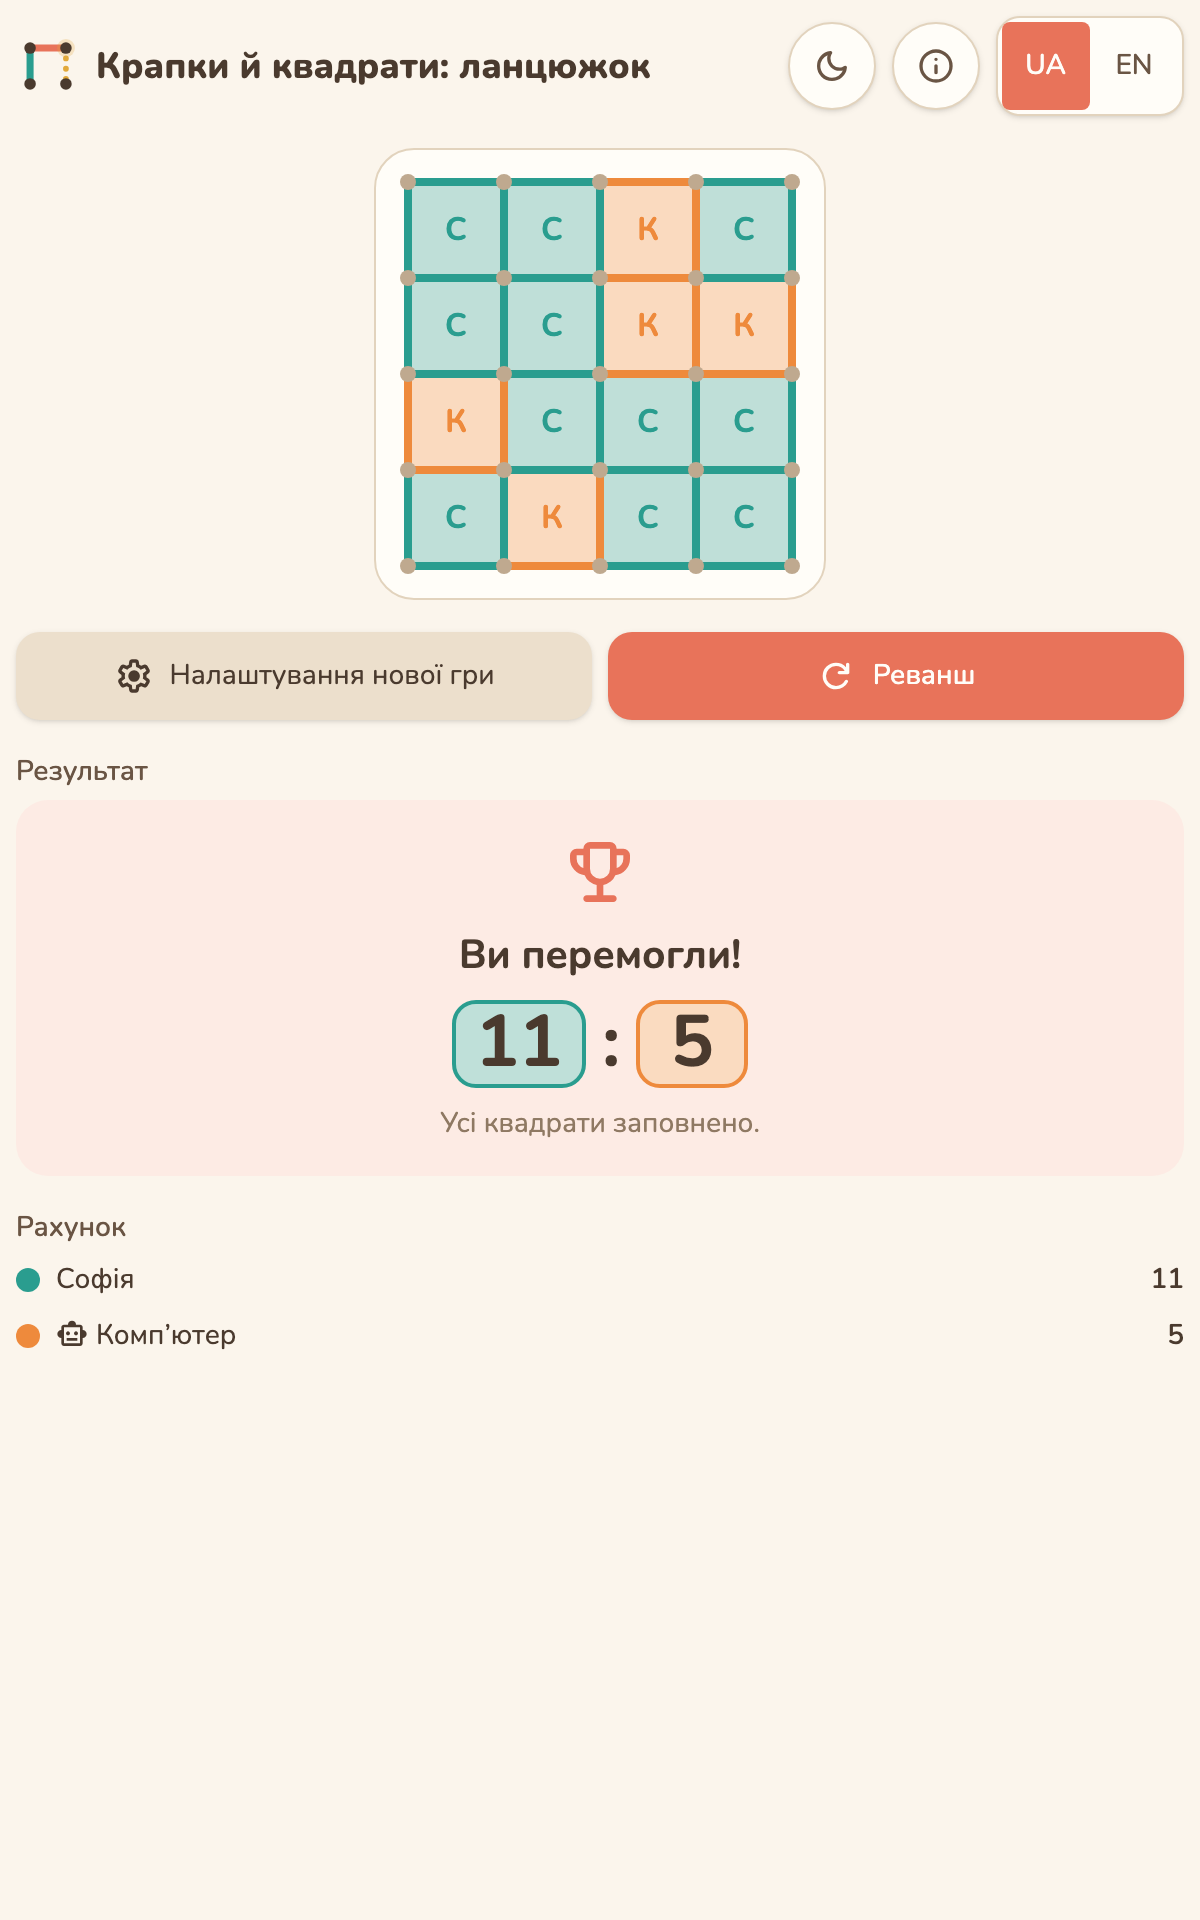 Крапки й квадрати: ланцюжок
UA EN
С С К С
С С К К
К С С С
С К С С
Налаштування нової гри
Реванш
Результат
Ви перемогли!
11 : 5
Усі квадрати заповнено.
Рахунок
Софія 11
Комп’ютер 5